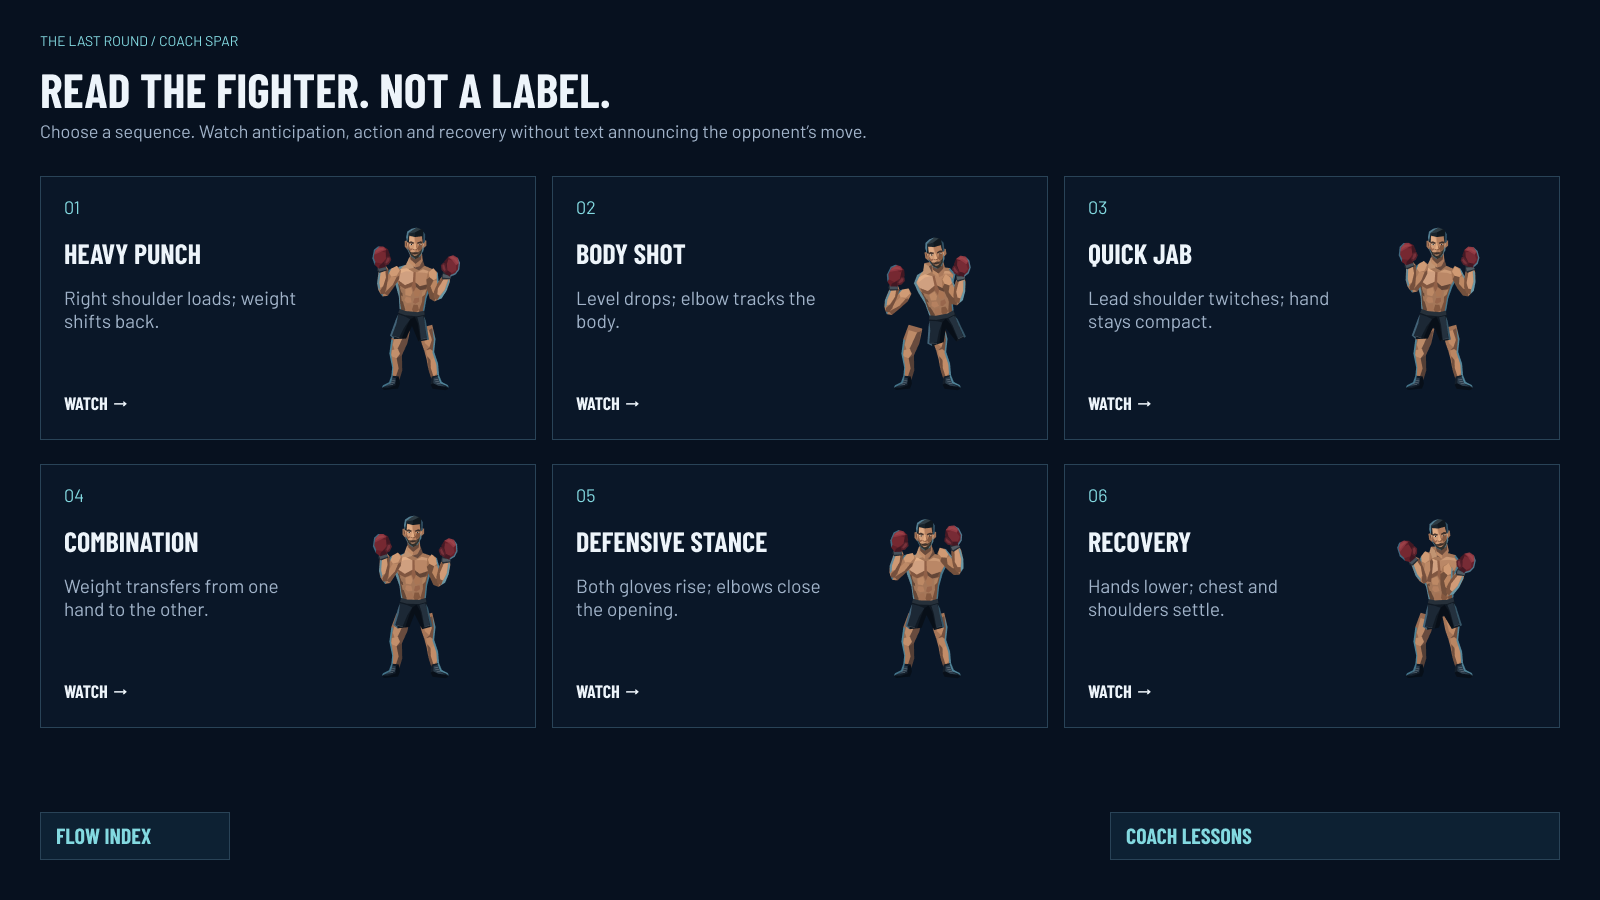 THE LAST ROUND / COACH SPAR
READ THE FIGHTER. NOT A LABEL.
Choose a sequence. Watch anticipation, action and recovery without text announcing the opponent's move.
01
HEAVY PUNCH
Right shoulder loads; weight
shifts back.
WATCH →
02
BODY SHOT
Level drops; elbow tracks the
body.
WATCH →
03
QUICK JAB
Lead shoulder twitches; hand
stays compact.
WATCH →
04
COMBINATION
Weight transfers from one
hand to the other.
WATCH →
05
DEFENSIVE STANCE
Both gloves rise; elbows close
the opening.
WATCH →
06
RECOVERY
Hands lower; chest and
shoulders settle.
WATCH →
FLOW INDEX
COACH LESSONS